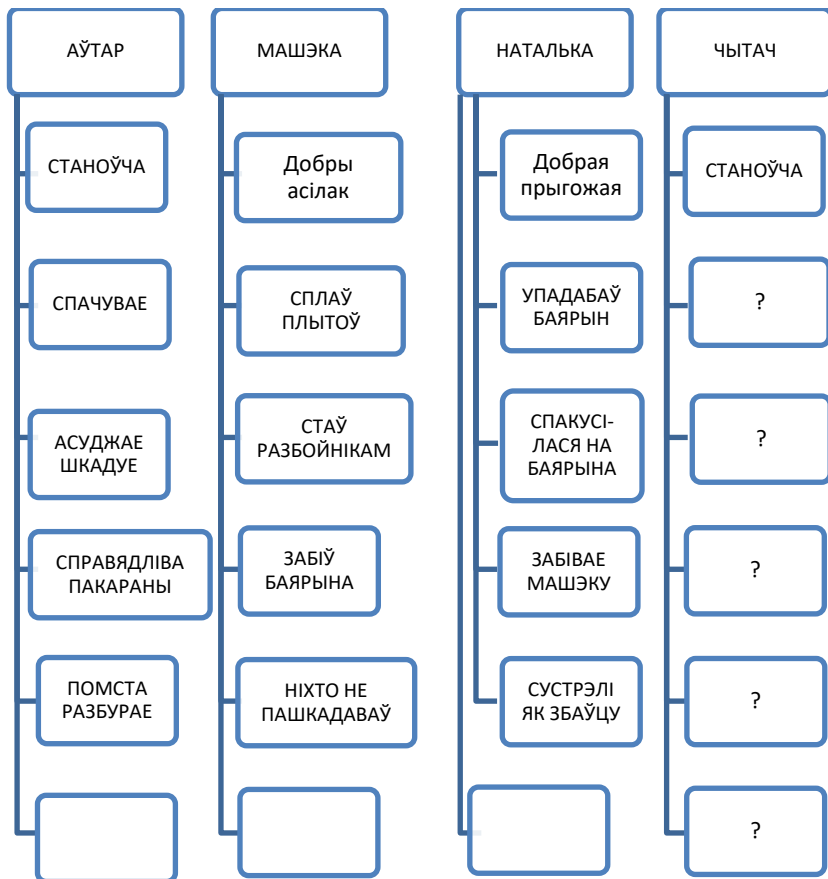 АЎТАР
СТАНОЎЧА
СПАЧУВАЕ
АСУДЖАЕ
ШКАДУЕ
СПРАВЯДЛІВА
ПАКАРАНЫ
ПОМСТА
РАЗБУРАЕ
МАШЭКА
Добры
асілак
СПЛАЎ
ПЛЫТОЎ
СТАЎ
РАЗБОЙНІКАМ
ЗАБІЎ
БАЯРЫНА
НІХТО НЕ
ПАШКАДАВАЎ
НАТАЛЬКА
Добрая
прыгожая
УПАДАБАЎ
БАЯРЫН
СПАКУСІ-
ЛАСЯ НА
БАЯРЫНА
ЗАБІВАЕ
МАШЭКУ
СУСТРЭЛІ
ЯК ЗБАЎЦУ
ЧЫТАЧ
СТАНОЎЧА
?
?
?
?
?